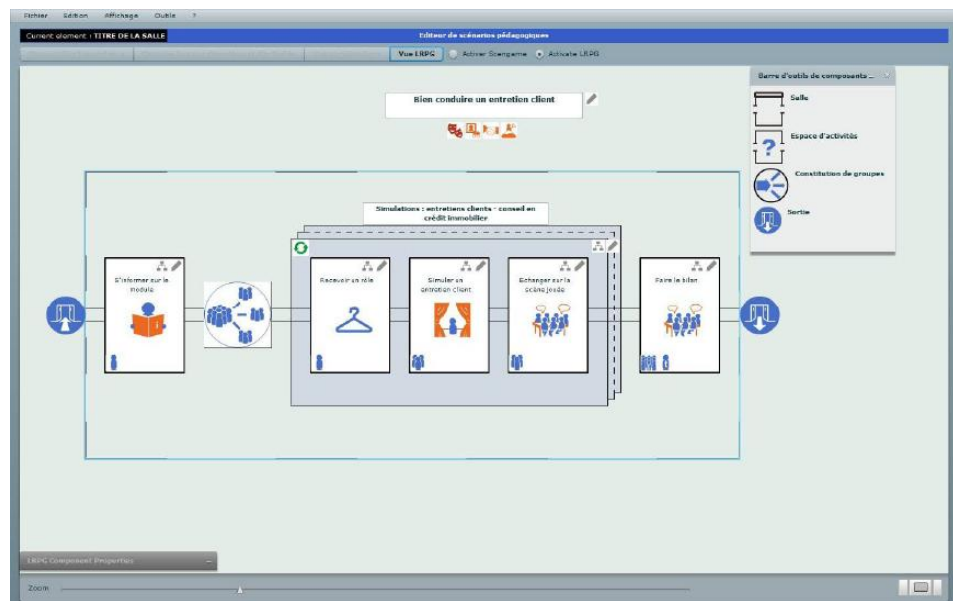 Fichier Edition Affichage Outils ?
Current element : TITRE DE LA SALLE
Editeur de scénarios pédagogiques
Vue LRPG
Activer Scengame
Activate LRPG
Barre d'outils de composants ...
Salle
Espace d'activités
Constitution de groupes
Sortie
Bien conduire un entretien client
Simulations : entretiens clients - conseil en
crédit immobilier
S'informer sur le
module
Recevoir un rôle
Simuler un
entretien client
Echanger sur la
scène jouée
Faire le bilan
LRPG Component Properties
Zoom